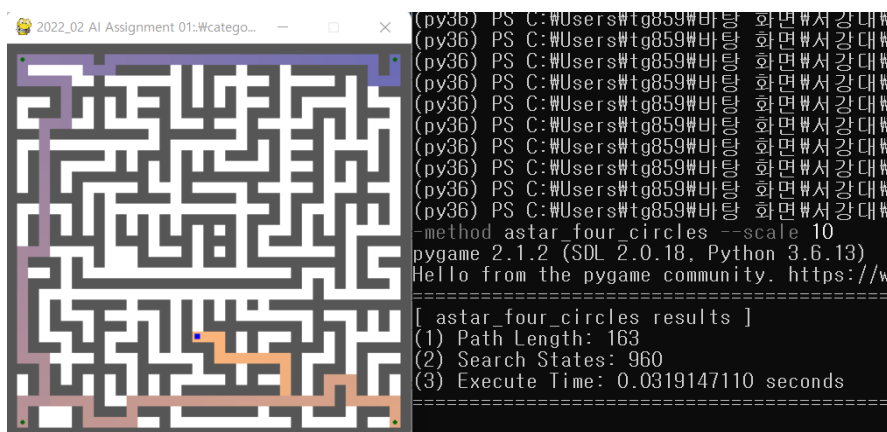 2022_02 AI Assignment 01:.₩catego...
(py36) PS C:₩Users₩tg859₩바탕 화면₩서강대₩
(py36) PS C:₩Users₩tg859₩바탕 화면₩서강대₩
(py36) PS C:₩Users₩tg859₩바탕 화면₩서강대₩
(py36) PS C:₩Users₩tg859₩바탕 화면₩서강대₩
(py36) PS C:₩Users₩tg859₩바탕 화면₩서강대₩
(py36) PS C:₩Users₩tg859₩바탕 화면₩서강대₩
(py36) PS C:₩Users₩tg859₩바탕 화면₩서강대₩
(py36) PS C:₩Users₩tg859₩바탕 화면₩서강대₩
(py36) PS C:₩Users₩tg859₩바탕 화면₩서강대₩
(py36) PS C:₩Users₩tg859₩바탕 화면₩서강대₩
-method astar_four_circles --scale 10
pygame 2.1.2 (SDL 2.0.18, Python 3.6.13)
Hello from the pygame community. https://w
==========================================
[ astar_four_circles results ]
(1) Path Length: 163
(2) Search States: 960
(3) Execute Time: 0.0319147110 seconds
==========================================